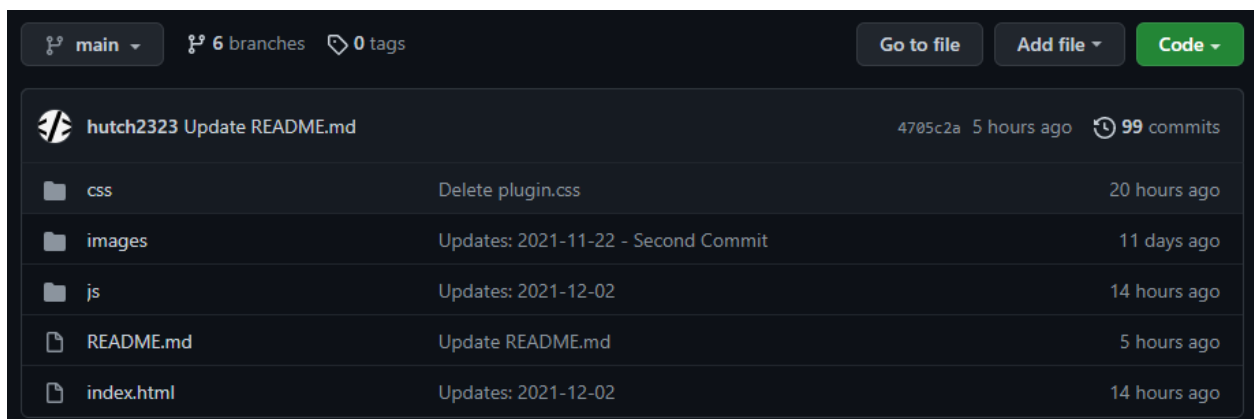 main 6 branches 0 tags Go to file Add file Code
hutch2323 Update README.md 4705c2a 5 hours ago 99 commits
css Delete plugin.css 20 hours ago
images Updates: 2021-11-22 - Second Commit 11 days ago
js Updates: 2021-12-02 14 hours ago
README.md Update README.md 5 hours ago
index.html Updates: 2021-12-02 14 hours ago